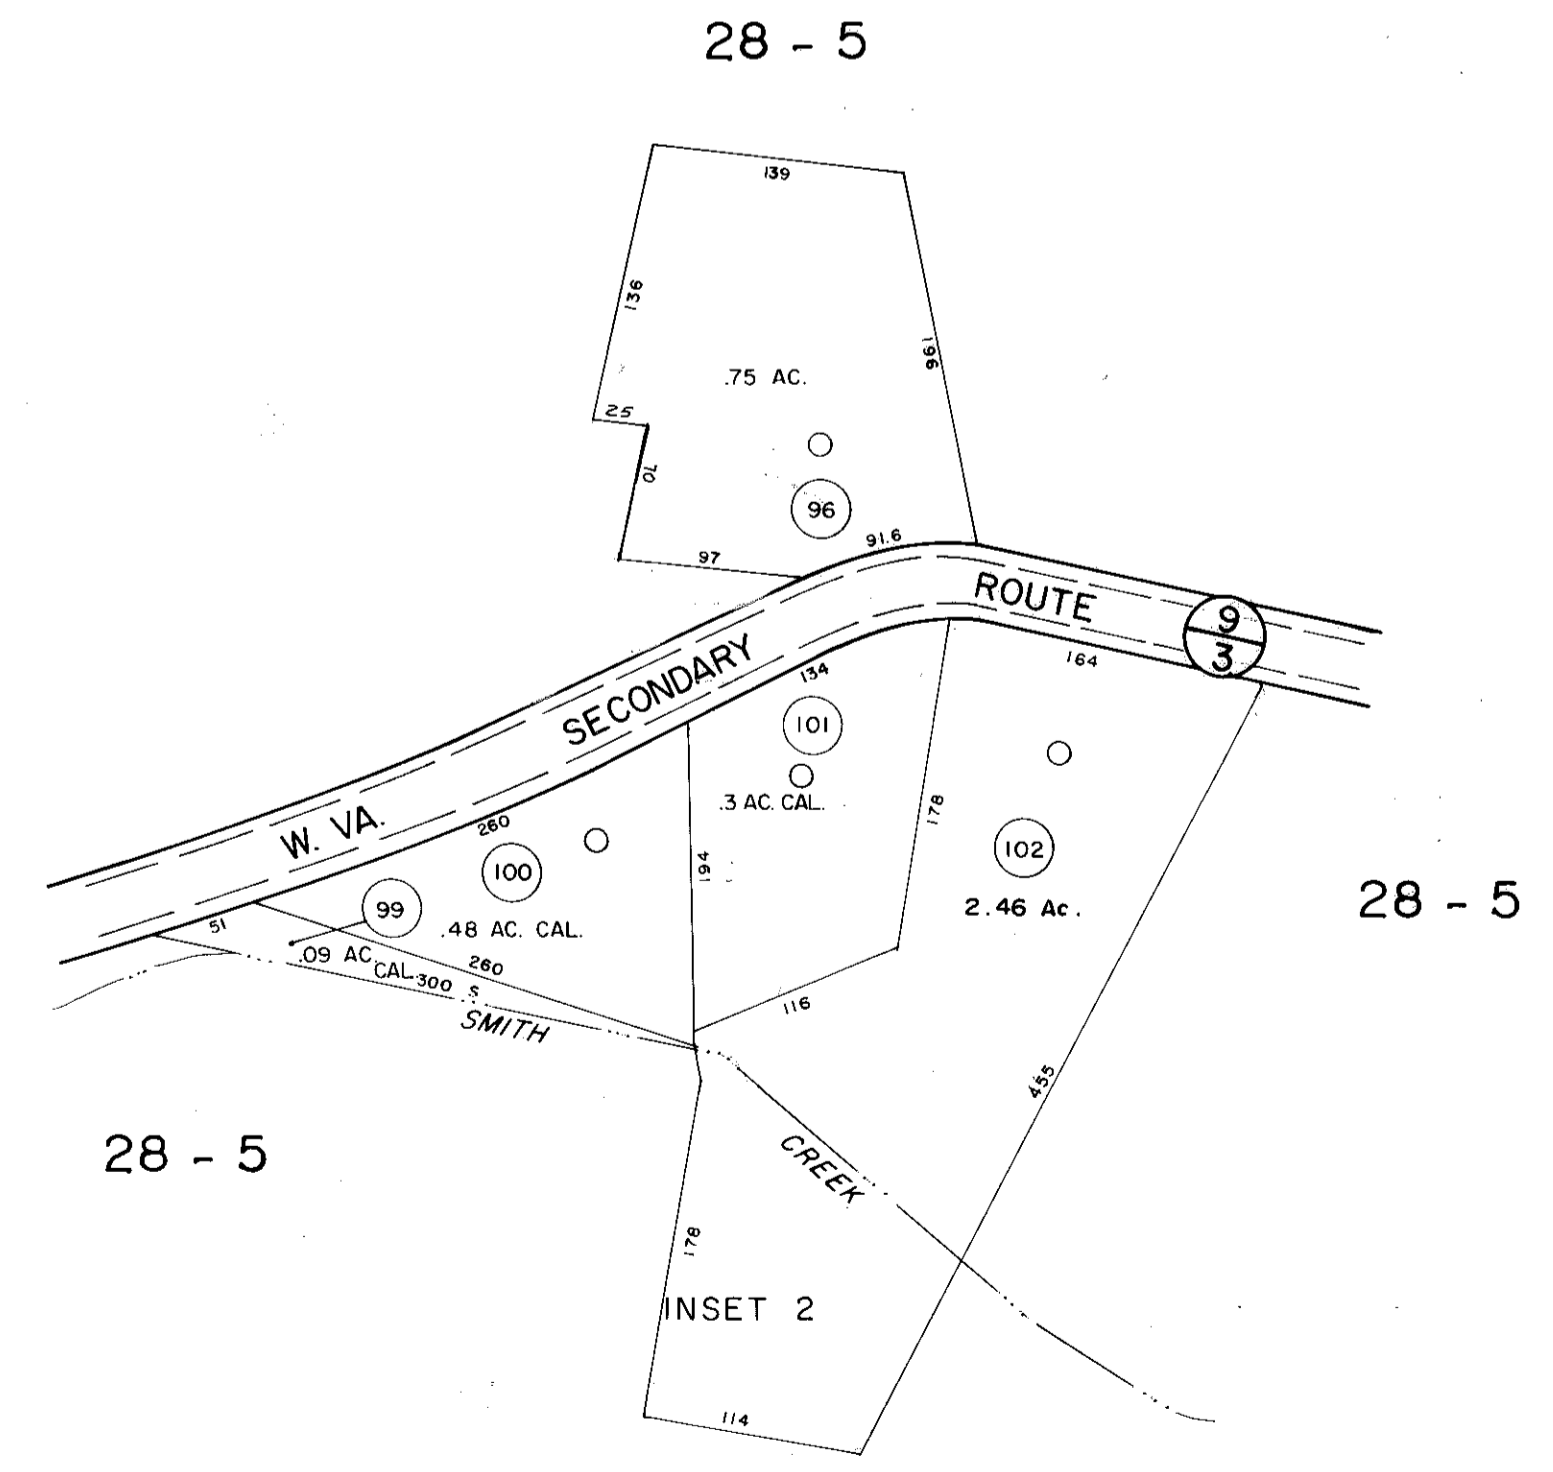 28 - 5
139
136
196
.75 AC.
25
70
96
97
91.6
ROUTE
9
3
SECONDARY
164
134
101
.3 AC. CAL.
W. VA.
260
100
178
102
194
99
2.46 Ac.
28 - 5
51
.48 AC. CAL.
.09 AC.
CAL.
260
300 s
SMITH
116
455
28 - 5
CREEK
178
INSET 2
114